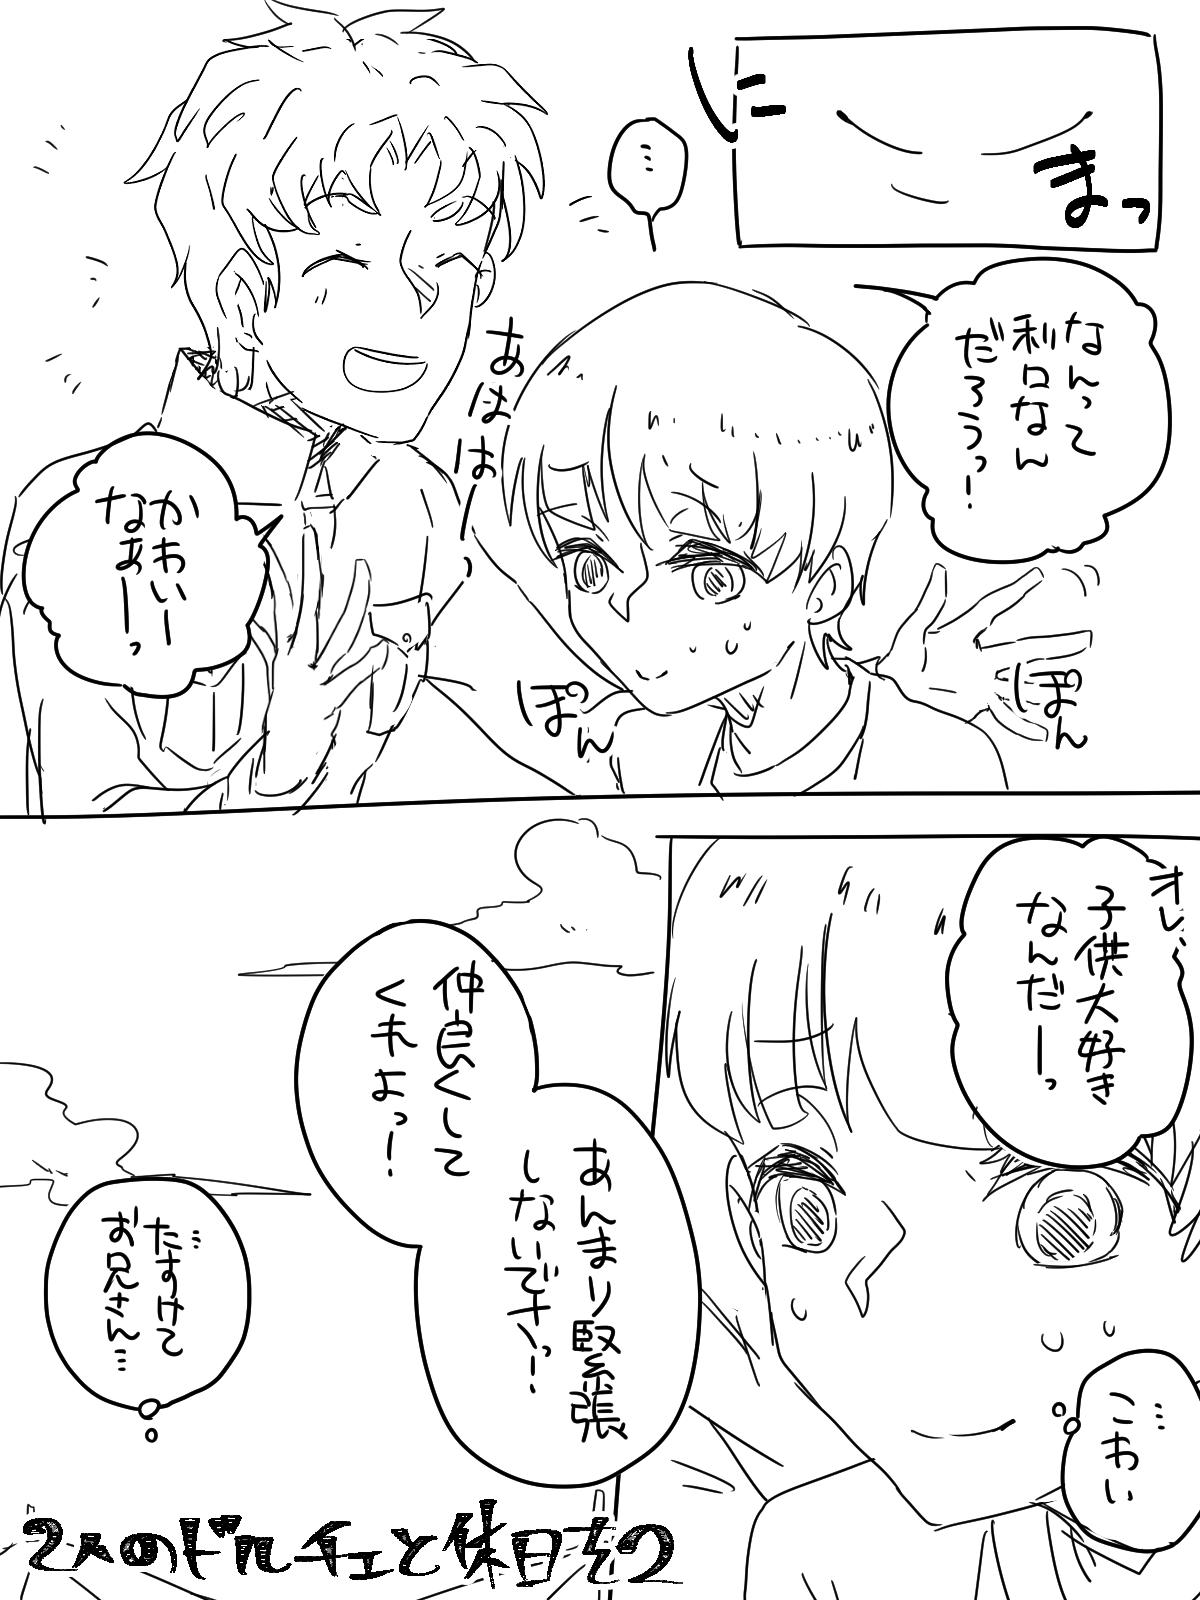 にまっ
なんって
利口なん
だろうっ!
…
あはは ー、
かわいー
なぁーっ
ぽん
ぽん
オレ、
子供大好き
なんだーっ
…こわい
あんまり緊張
しないでさっ!
仲良くして
くれよっ!
…たすけて
お兄さん…
2人のドルチェと休日その2